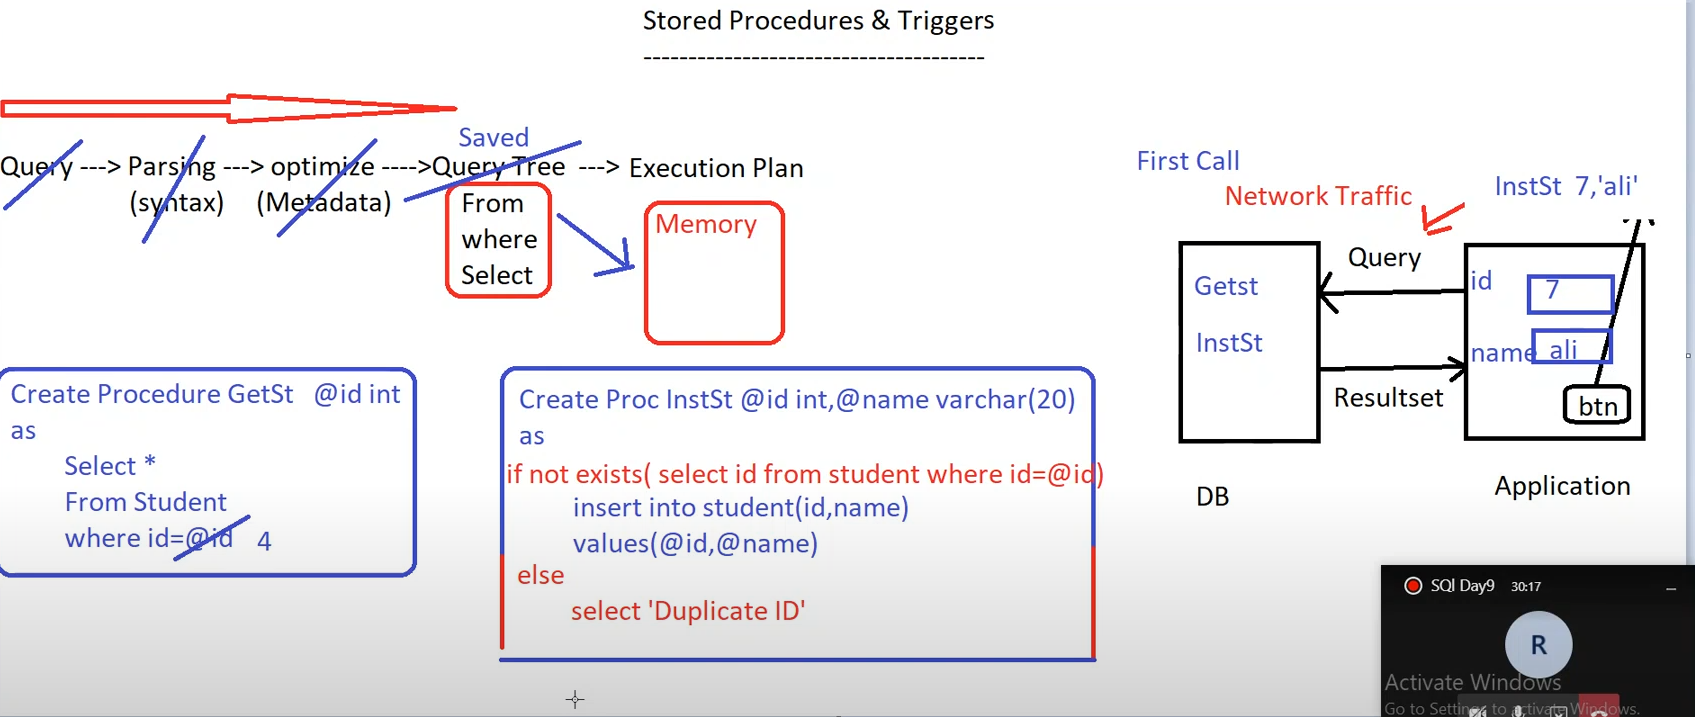 Stored Procedures & Triggers
--------------------------------------
Saved
Query ---> Parsing ---> optimize ---->Query Tree ---> Execution Plan
(syntax) (Metadata)
From
where
Select
Memory
First Call
Network Traffic
InstSt 7,'ali'
Query
Getst
InstSt
Resultset
id
7
name
ali
btn
DB
Application
Create Procedure GetSt @id int
as
Select *
From Student
where id=@id 4
Create Proc InstSt @id int,@name varchar(20)
as
if not exists( select id from student where id=@id)
insert into student(id,name)
values(@id,@name)
else
select 'Duplicate ID'
SQl Day9 30:17
R
Activate Windows
Go to Settings to activate Windows.